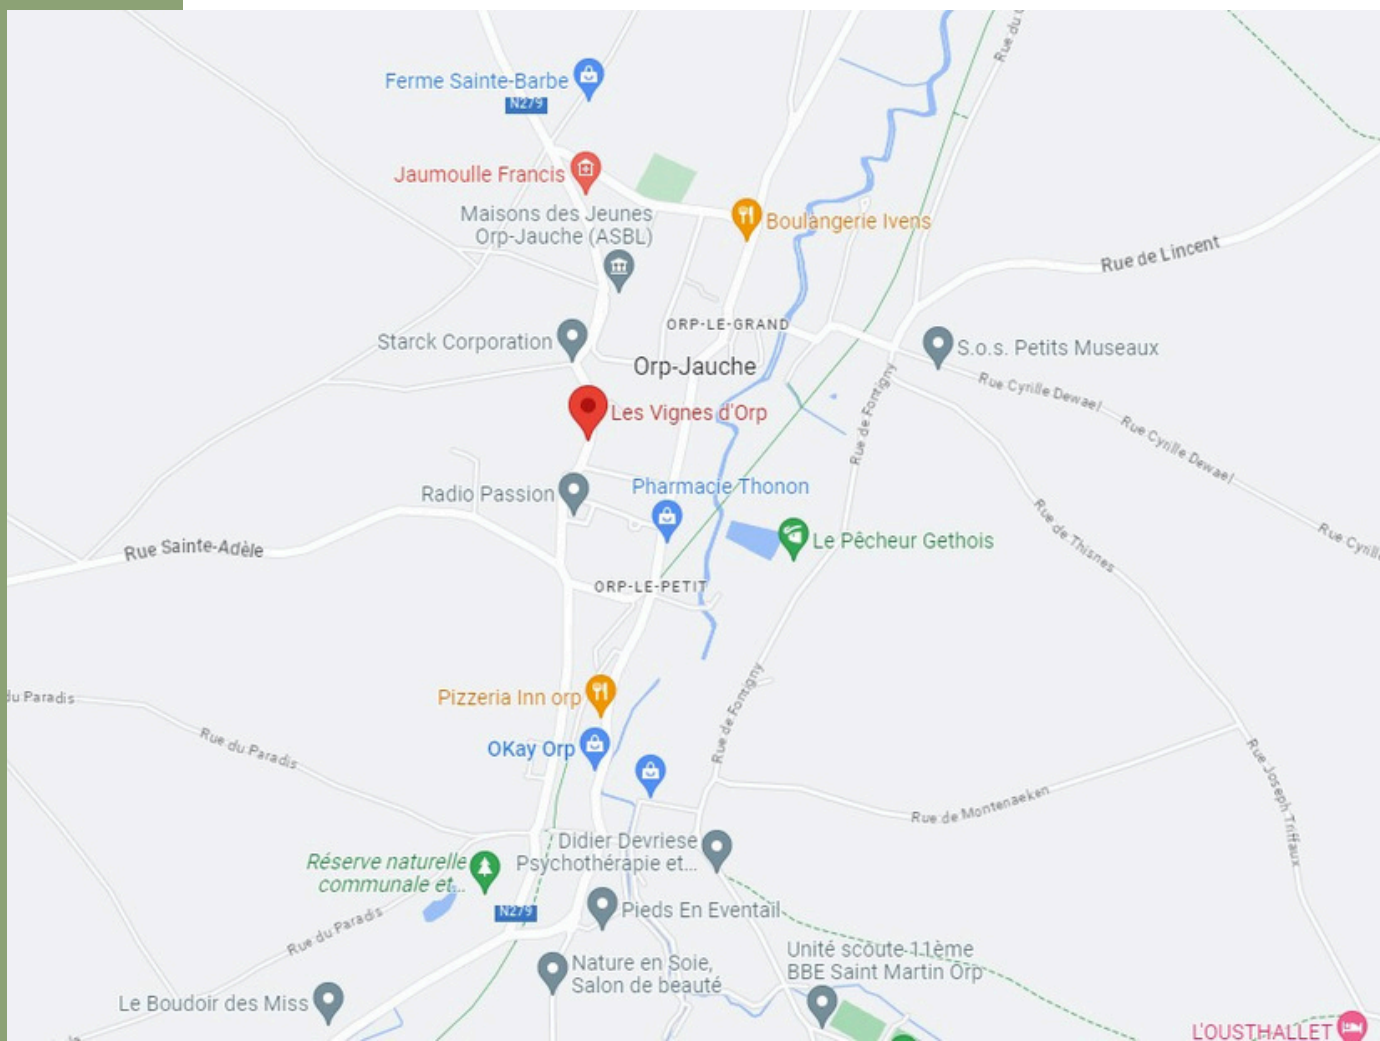 Rue du
Ferme Sainte-Barbe
N279
Jaumoulle Francis
Maisons des Jeunes
Orp-Jauche (ASBL)
Boulangerie Ivens
Rue de Lincent
ORP-LE-GRAND
Starck Corporation
S.o.s. Petits Museaux
Orp-Jauche
Rue Cyrille Dewael
Les Vignes d'Orp
Rue de Fontigny
Rue Cyrille Dewael
Radio Passion
Pharmacie Thonon
Rue Sainte-Adèle
Le Pêcheur Gethois
Rue de Thisnes
Rue Cyrill
ORP-LE-PETIT
du Paradis
Pizzeria Inn orp
Rue de Fontigny
Rue du Paradis
OKay Orp
Rue de Montenaeken
Rue Joseph Triffaux
Didier Devriese
Psychothérapie et...
Réserve naturelle
communale et...
N279
Pieds En Eventail
Rue du Paradis
Unité scoute 11ème
BBE Saint Martin Orp
Nature en Soie,
Salon de beauté
Le Boudoir des Miss
L'OUSTHALLET